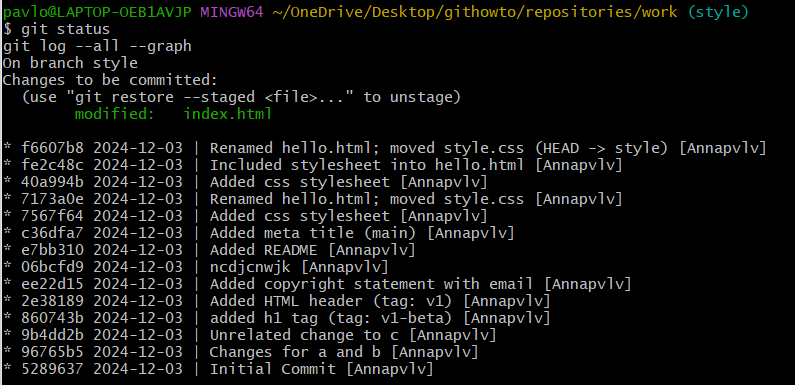 pavlo@LAPTOP-OEB1AVJP MINGW64 ~/OneDrive/Desktop/githowto/repositories/work (style)
$ git status
git log --all --graph
On branch style
Changes to be committed:
  (use "git restore --staged <file>..." to unstage)
        modified:   index.html

* f6607b8 2024-12-03 | Renamed hello.html; moved style.css (HEAD -> style) [Annapvlv]
* fe2c48c 2024-12-03 | Included stylesheet into hello.html [Annapvlv]
* 40a994b 2024-12-03 | Added css stylesheet [Annapvlv]
* 7173a0e 2024-12-03 | Renamed hello.html; moved style.css [Annapvlv]
* 7567f64 2024-12-03 | Added css stylesheet [Annapvlv]
* c36dfa7 2024-12-03 | Added meta title (main) [Annapvlv]
* e7bb310 2024-12-03 | Added README [Annapvlv]
* 06bcfd9 2024-12-03 | ncdjcnwjk [Annapvlv]
* ee22d15 2024-12-03 | Added copyright statement with email [Annapvlv]
* 2e38189 2024-12-03 | Added HTML header (tag: v1) [Annapvlv]
* 860743b 2024-12-03 | added h1 tag (tag: v1-beta) [Annapvlv]
* 9b4dd2b 2024-12-03 | Unrelated change to c [Annapvlv]
* 96765b5 2024-12-03 | Changes for a and b [Annapvlv]
* 5289637 2024-12-03 | Initial Commit [Annapvlv]